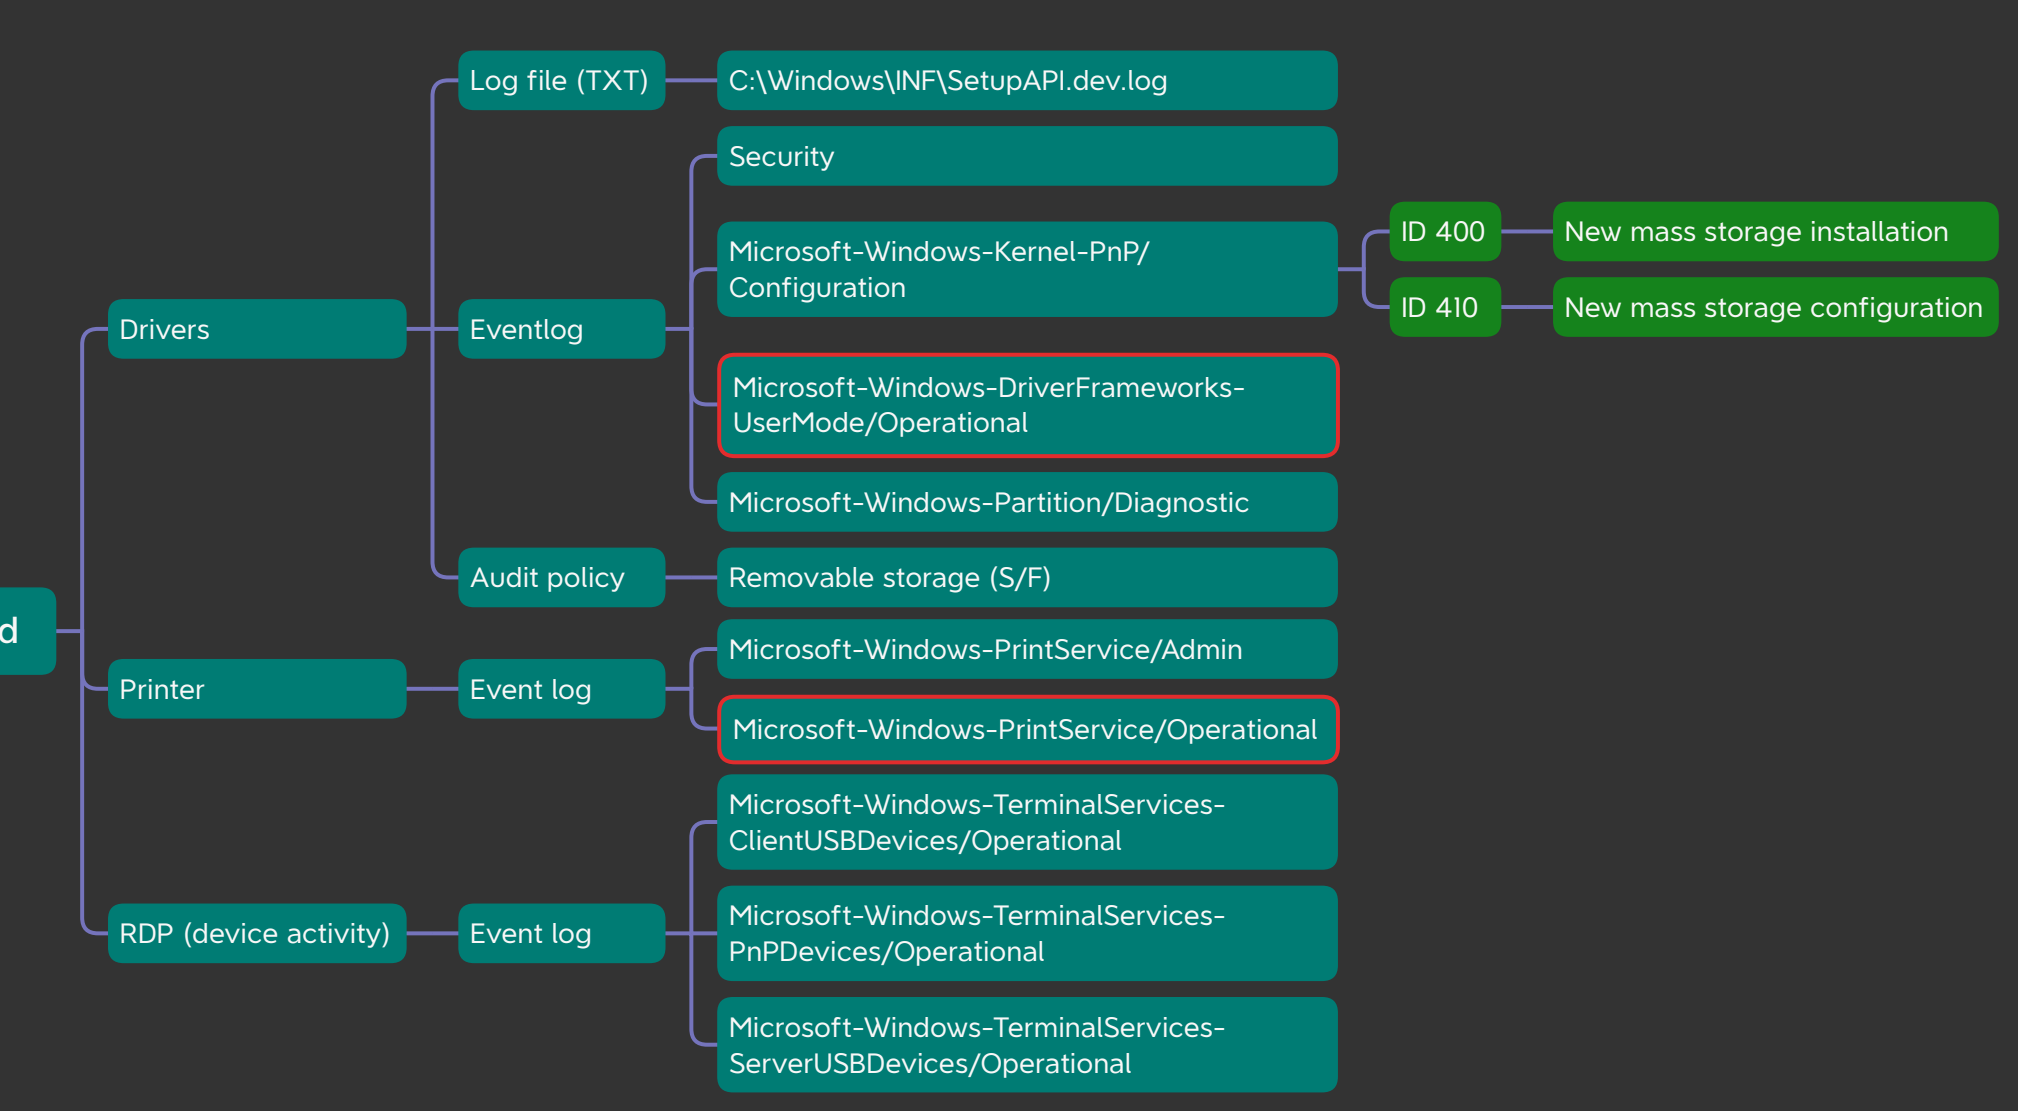 Log file (TXT)
C:\Windows\INF\SetupAPI.dev.log
Security
ID 400
New mass storage installation
Microsoft-Windows-Kernel-PnP/
Configuration
ID 410
New mass storage configuration
Drivers
Eventlog
Microsoft-Windows-DriverFrameworks-
UserMode/Operational
Microsoft-Windows-Partition/Diagnostic
Audit policy
Removable storage (S/F)
d
Microsoft-Windows-PrintService/Admin
Printer
Event log
Microsoft-Windows-PrintService/Operational
Microsoft-Windows-TerminalServices-
ClientUSBDevices/Operational
RDP (device activity)
Event log
Microsoft-Windows-TerminalServices-
PnPDevices/Operational
Microsoft-Windows-TerminalServices-
ServerUSBDevices/Operational